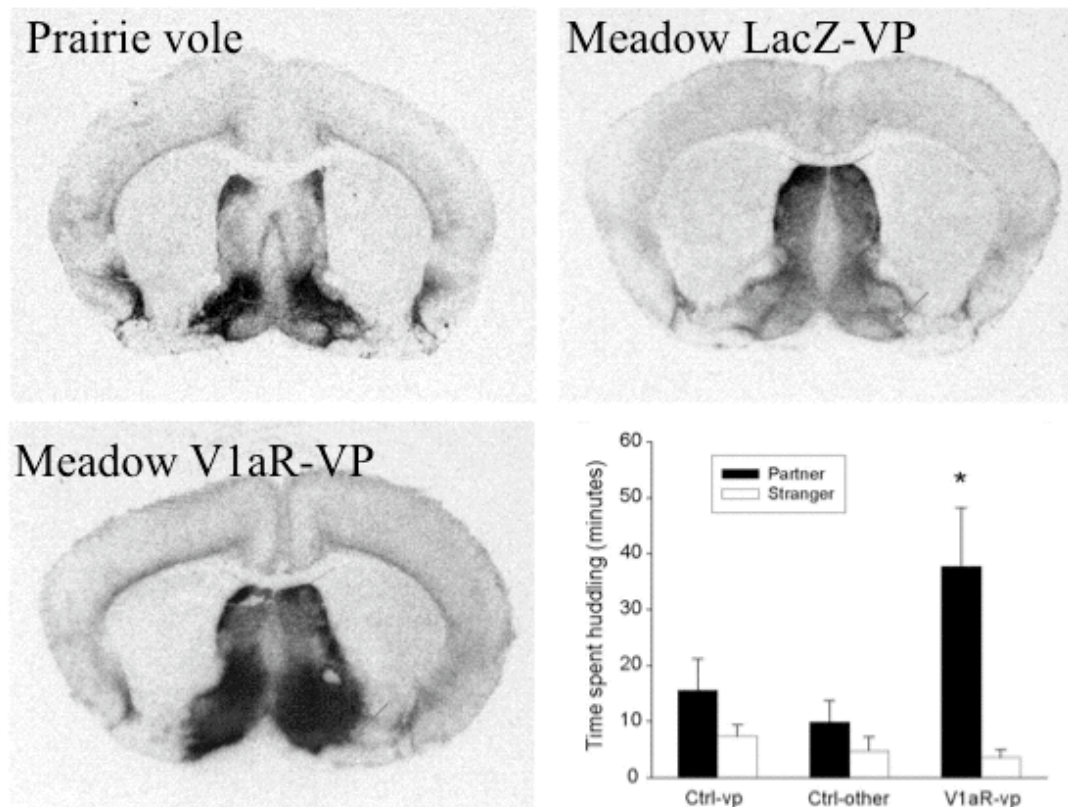 Prairie vole
Meadow LacZ-VP
Meadow V1aR-VP
60
50
40
30
20
10
0
Time spent huddling (minutes)
Partner
Stranger
*
Ctrl-vp
Ctrl-other
V1aR-vp